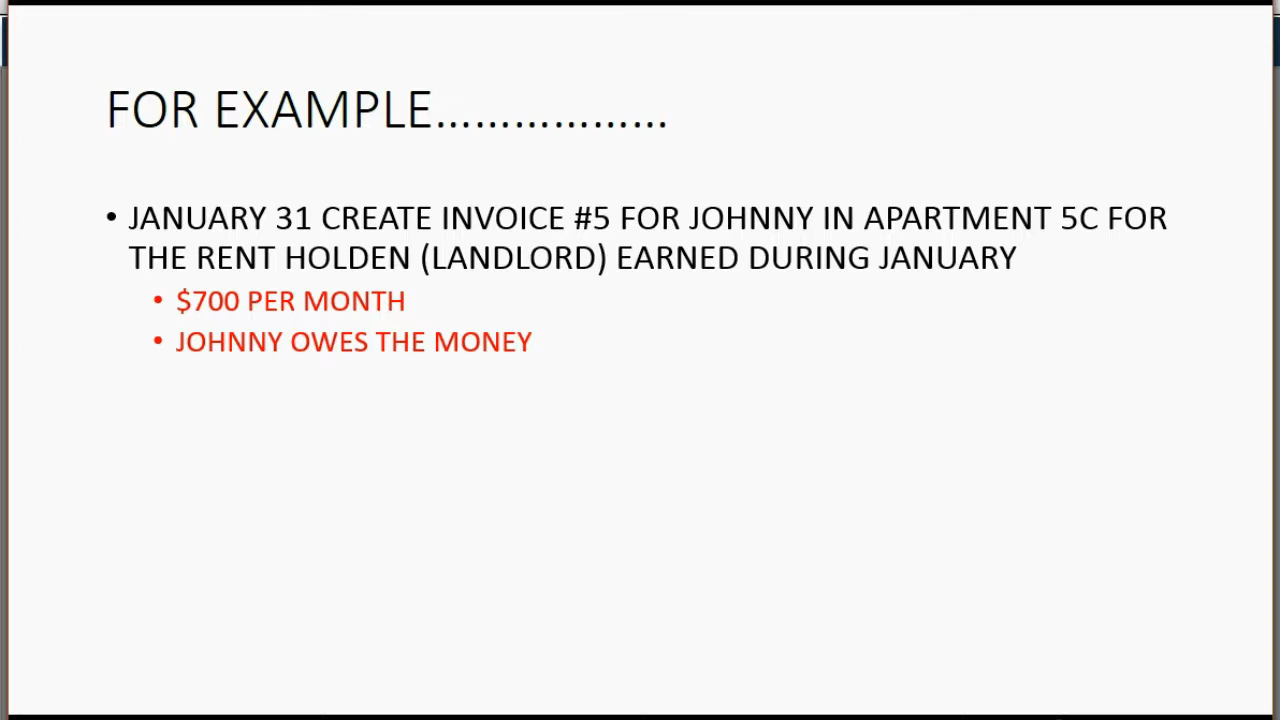 FOR EXAMPLE………………
• JANUARY 31 CREATE INVOICE #5 FOR JOHNNY IN APARTMENT 5C FOR
THE RENT HOLDEN (LANDLORD) EARNED DURING JANUARY
• $700 PER MONTH
• JOHNNY OWES THE MONEY